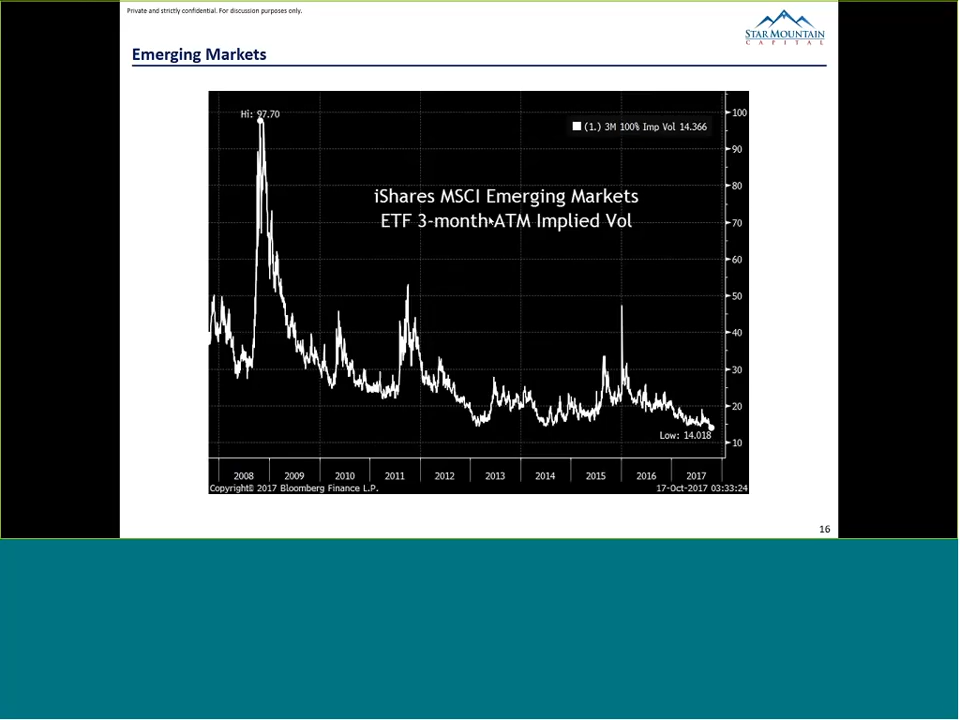 Private and strictly confidential. For discussion purposes only.
STAR MOUNTAIN
CAPITAL
Emerging Markets
Hi: 97.70
(1.) 3M 100% Imp Vol 14.366
iShares MSCI Emerging Markets
ETF 3-month ATM Implied Vol
100
90
80
70
60
50
40
30
20
10
Low: 14.018
2008 2009 2010 2011 2012 2013 2014 2015 2016 2017
Copyright© 2017 Bloomberg Finance L.P. 17-Oct-2017 03:33:24
16